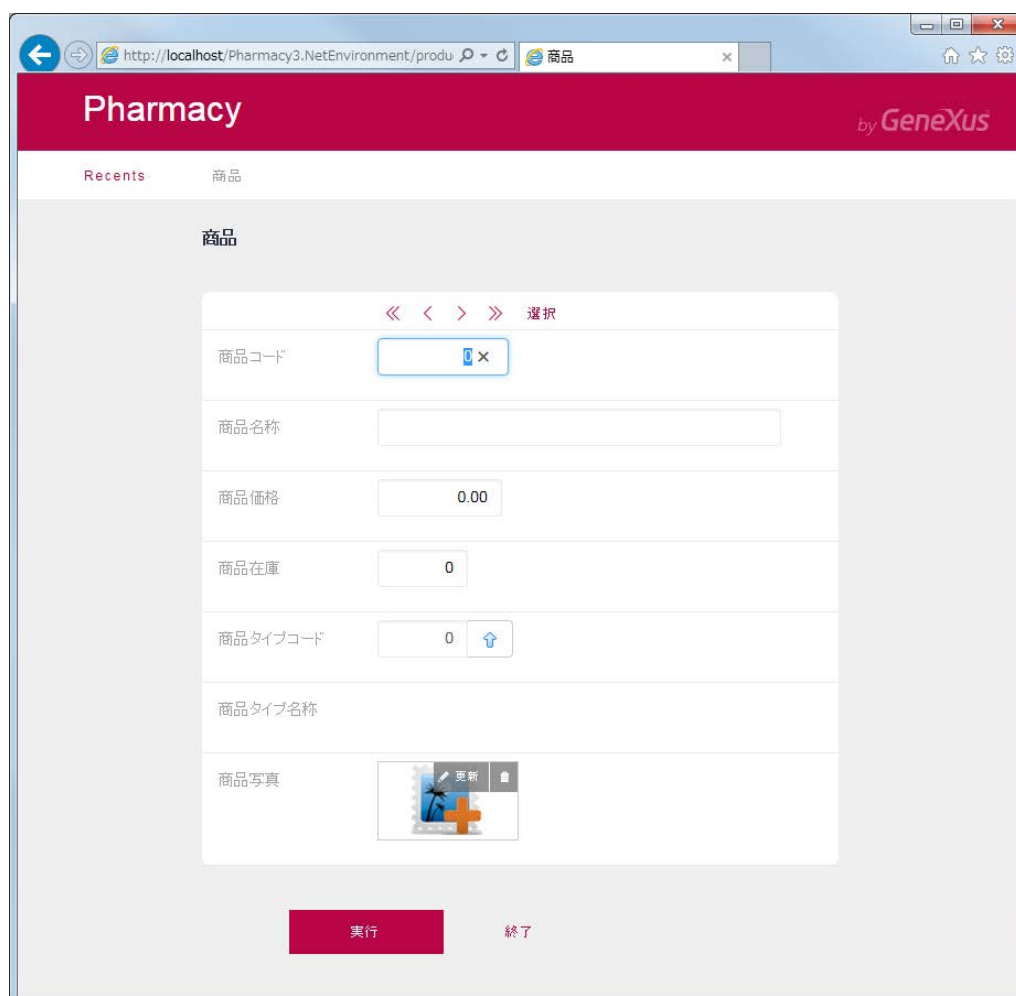 http://localhost/Pharmacy3.NetEnvironment/produ
商品
Pharmacy
by GeneXus
Recents 商品
商品
選択
商品コード 0
商品名称
商品価格 0.00
商品在庫 0
商品タイプコード 0
商品タイプ名称
商品写真 更新
実行 終了